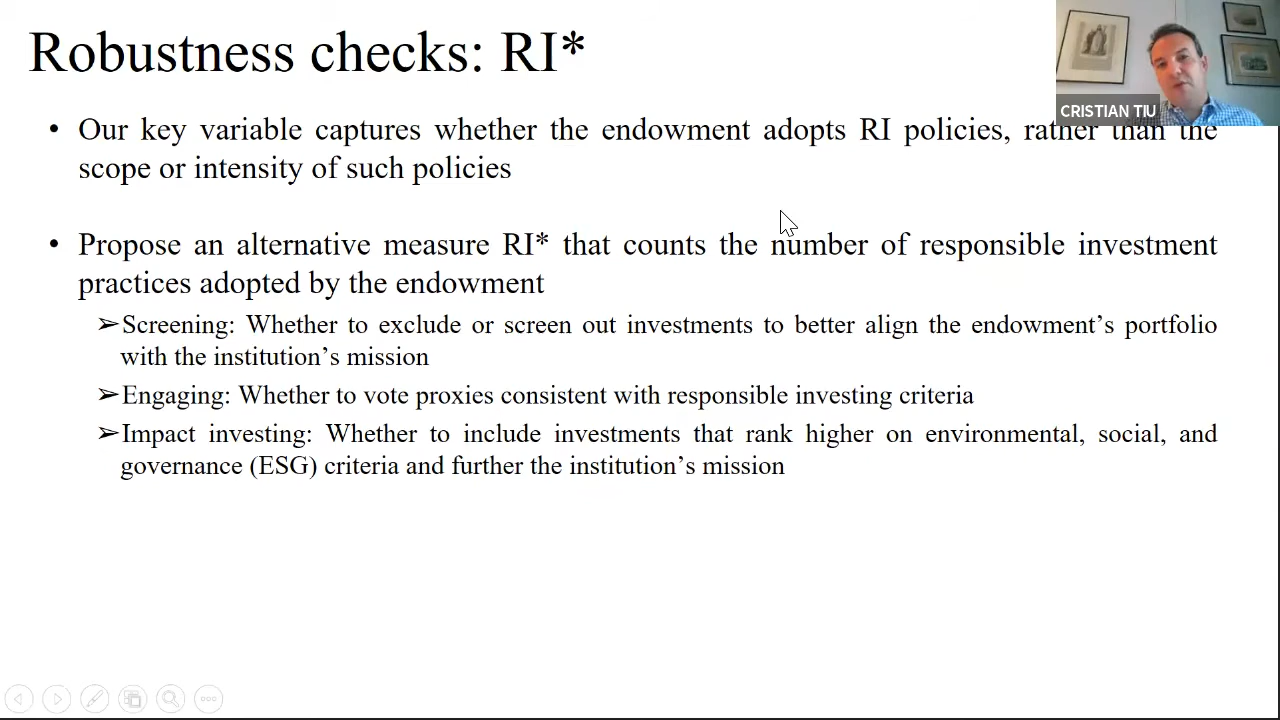 Robustness checks: RI*
CRISTIAN TIU
• Our key variable captures whether the endowment adopts RI policies, rather than the
scope or intensity of such policies
• Propose an alternative measure RI* that counts the number of responsible investment
practices adopted by the endowment
➢Screening: Whether to exclude or screen out investments to better align the endowment’s portfolio
with the institution’s mission
➢Engaging: Whether to vote proxies consistent with responsible investing criteria
➢Impact investing: Whether to include investments that rank higher on environmental, social, and
governance (ESG) criteria and further the institution’s mission